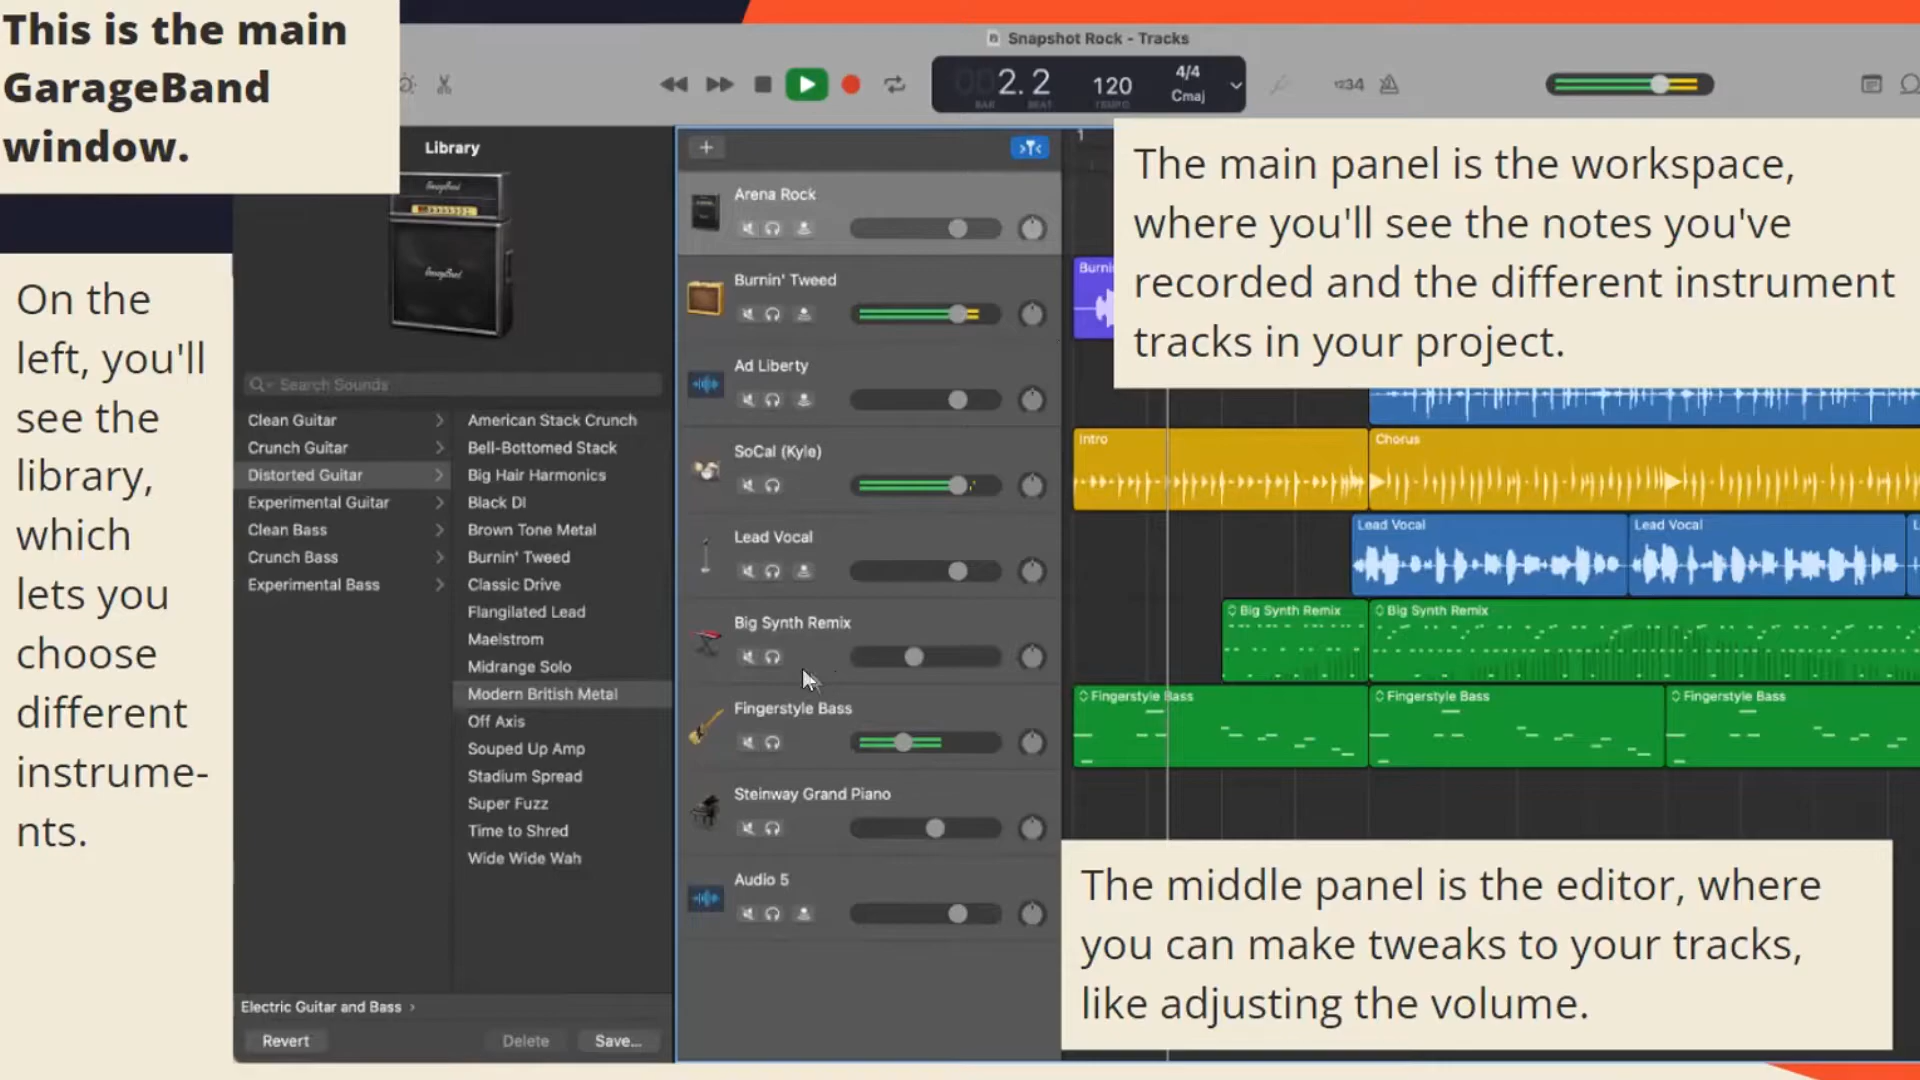 This is the main
GarageBand
window.
Snapshot Rock - Tracks
002.2
BAR
BEAT
120
TEMPO
4/4
Cmaj
1234
On the
left, you'll
see the
library,
which
lets you
choose
different
instrume-
nts.
Library
GarageBand
GarageBand
Search Sounds
Clean Guitar
Crunch Guitar
Distorted Guitar
Experimental Guitar
Clean Bass
Crunch Bass
Experimental Bass
American Stack Crunch
Bell-Bottomed Stack
Big Hair Harmonics
Black DI
Brown Tone Metal
Burnin' Tweed
Classic Drive
Flangilated Lead
Maelstrom
Midrange Solo
Modern British Metal
Off Axis
Souped Up Amp
Stadium Spread
Super Fuzz
Time to Shred
Wide Wide Wah
Electric Guitar and Bass
Revert
Delete
Save...
Arena Rock
Burnin' Tweed
Ad Liberty
SoCal (Kyle)
Lead Vocal
Big Synth Remix
Fingerstyle Bass
Steinway Grand Piano
Audio 5
1
The main panel is the workspace,
where you'll see the notes you've
recorded and the different instrument
tracks in your project.
Intro
Chorus
Lead Vocal
Lead Vocal
Big Synth Remix
Big Synth Remix
Fingerstyle Bass
Fingerstyle Bass
Fingerstyle Bass
The middle panel is the editor, where
you can make tweaks to your tracks,
like adjusting the volume.